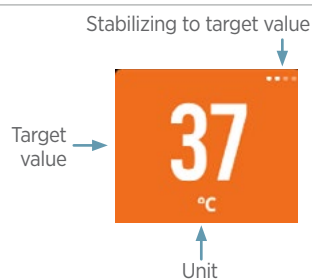 Stabilizing to target value
Target
value
37
°C
Unit